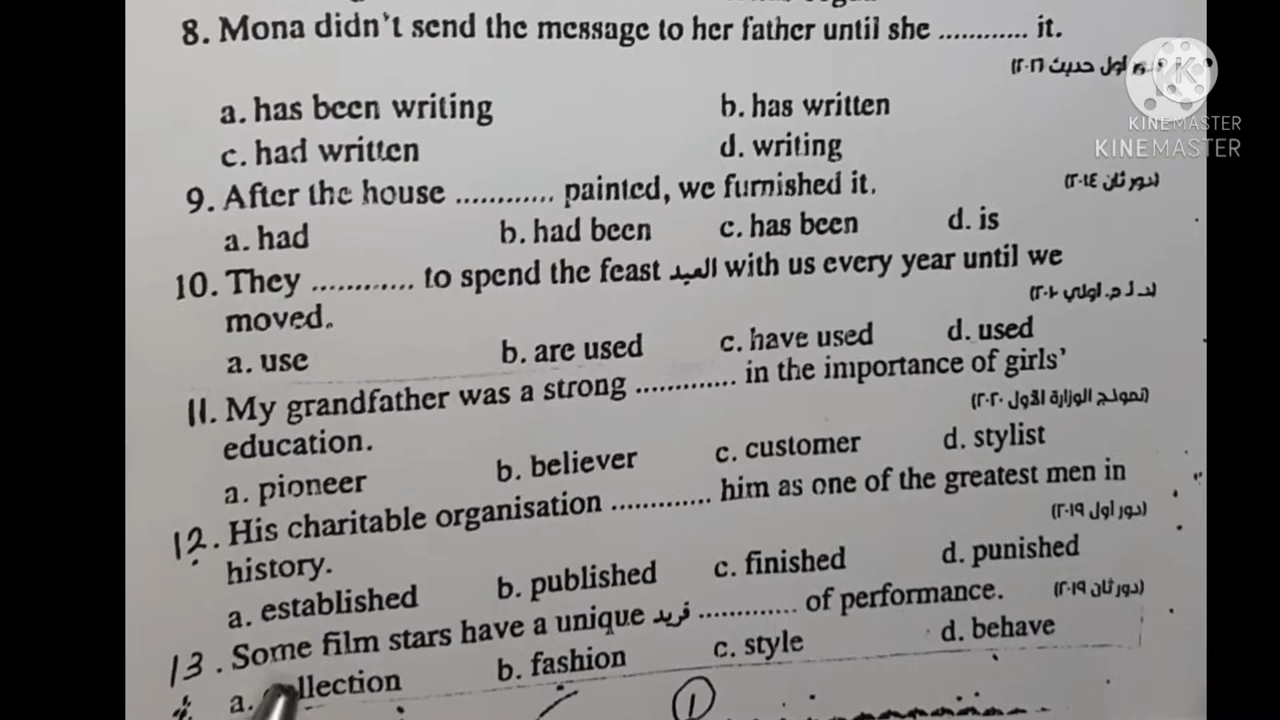 8. Mona didn't send the message to her father until she ............ it.
دور أول حديث ٢٠١٦)
KINEMASTER
KINEMASTER
a. has been writing b. has written
c. had written d. writing
9. After the house ............ painted, we furnished it. (دور ثان ٢٠١٤)
a. had b. had been c. has been d. is
10. They ............ to spend the feast العيد with us every year until we
moved.
a. use b. are used c. have used d. used
11. My grandfather was a strong ............ in the importance of girls'
education. (نموذج الوزارة الأول ٢٠٢٠)
a. pioneer b. believer c. customer d. stylist
12. His charitable organisation ............ him as one of the greatest men in
history. (دور أول ٢٠١٩)
a. established b. published c. finished d. punished
13. Some film stars have a unique فريد ............ of performance. (دور ثان ٢٠١٩)
a. collection b. fashion c. style d. behave
1